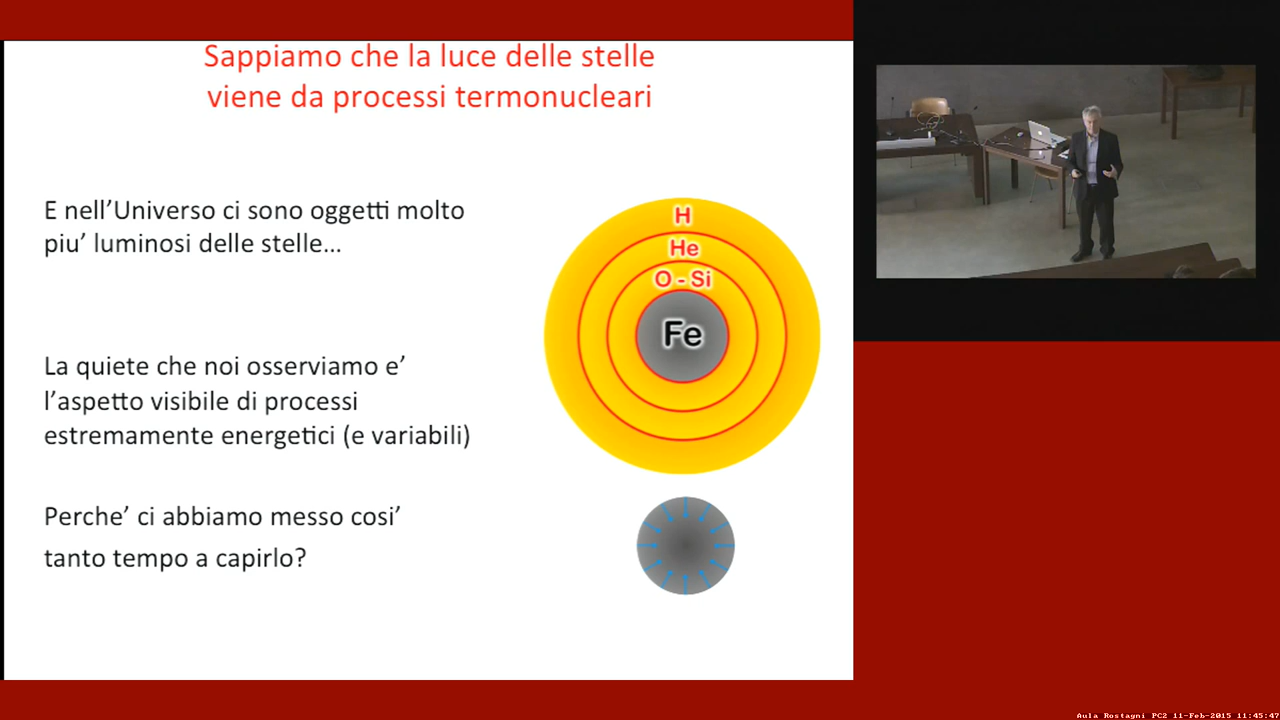 Sappiamo che la luce delle stelle
viene da processi termonucleari
E nell’Universo ci sono oggetti molto
piu’ luminosi delle stelle...
La quiete che noi osserviamo e’
l’aspetto visibile di processi
estremamente energetici (e variabili)
Perche’ ci abbiamo messo cosi’
tanto tempo a capirlo?
H
He
O - Si
Fe
Aula Rostagni PC2 11-Feb-2015 11:45:47